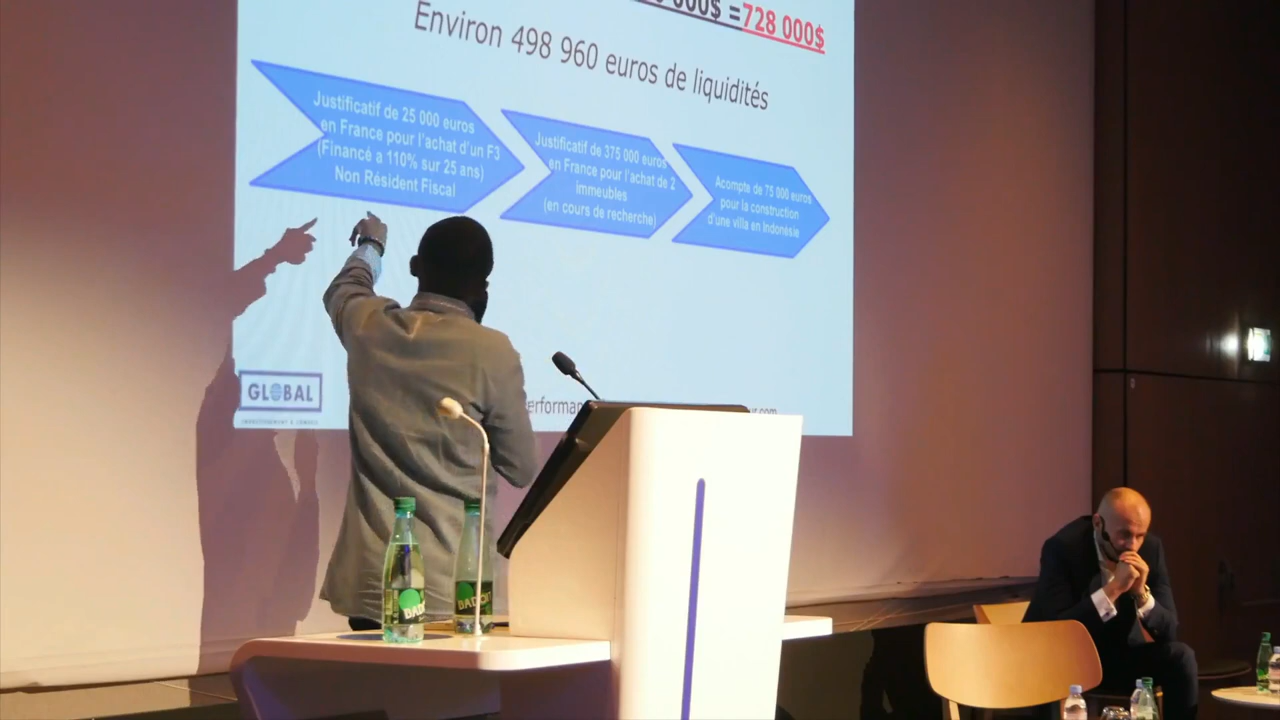 000$ =728 000$
Environ 498 960 euros de liquidités
Justificatif de 25 000 euros
en France pour l'achat d'un F3
(Financé a 110% sur 25 ans)
Non Résident Fiscal
Justificatif de 375 000 euros
en France pour l'achat de 2
immeubles
(en cours de recherche)
Acompte de 75 000 euros
pour la construction
d'une villa en Indonésie
GLOBAL
INVESTISSEMENT & CONSEIL
BADOIT